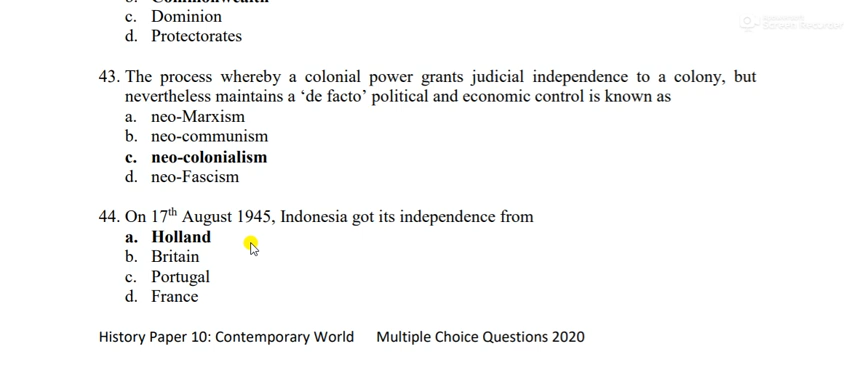 c. Dominion
d. Protectorates
43. The process whereby a colonial power grants judicial independence to a colony, but
nevertheless maintains a ‘de facto’ political and economic control is known as
a. neo-Marxism
b. neo-communism
c. neo-colonialism
d. neo-Fascism
44. On 17th August 1945, Indonesia got its independence from
a. Holland
b. Britain
c. Portugal
d. France
History Paper 10: Contemporary World Multiple Choice Questions 2020